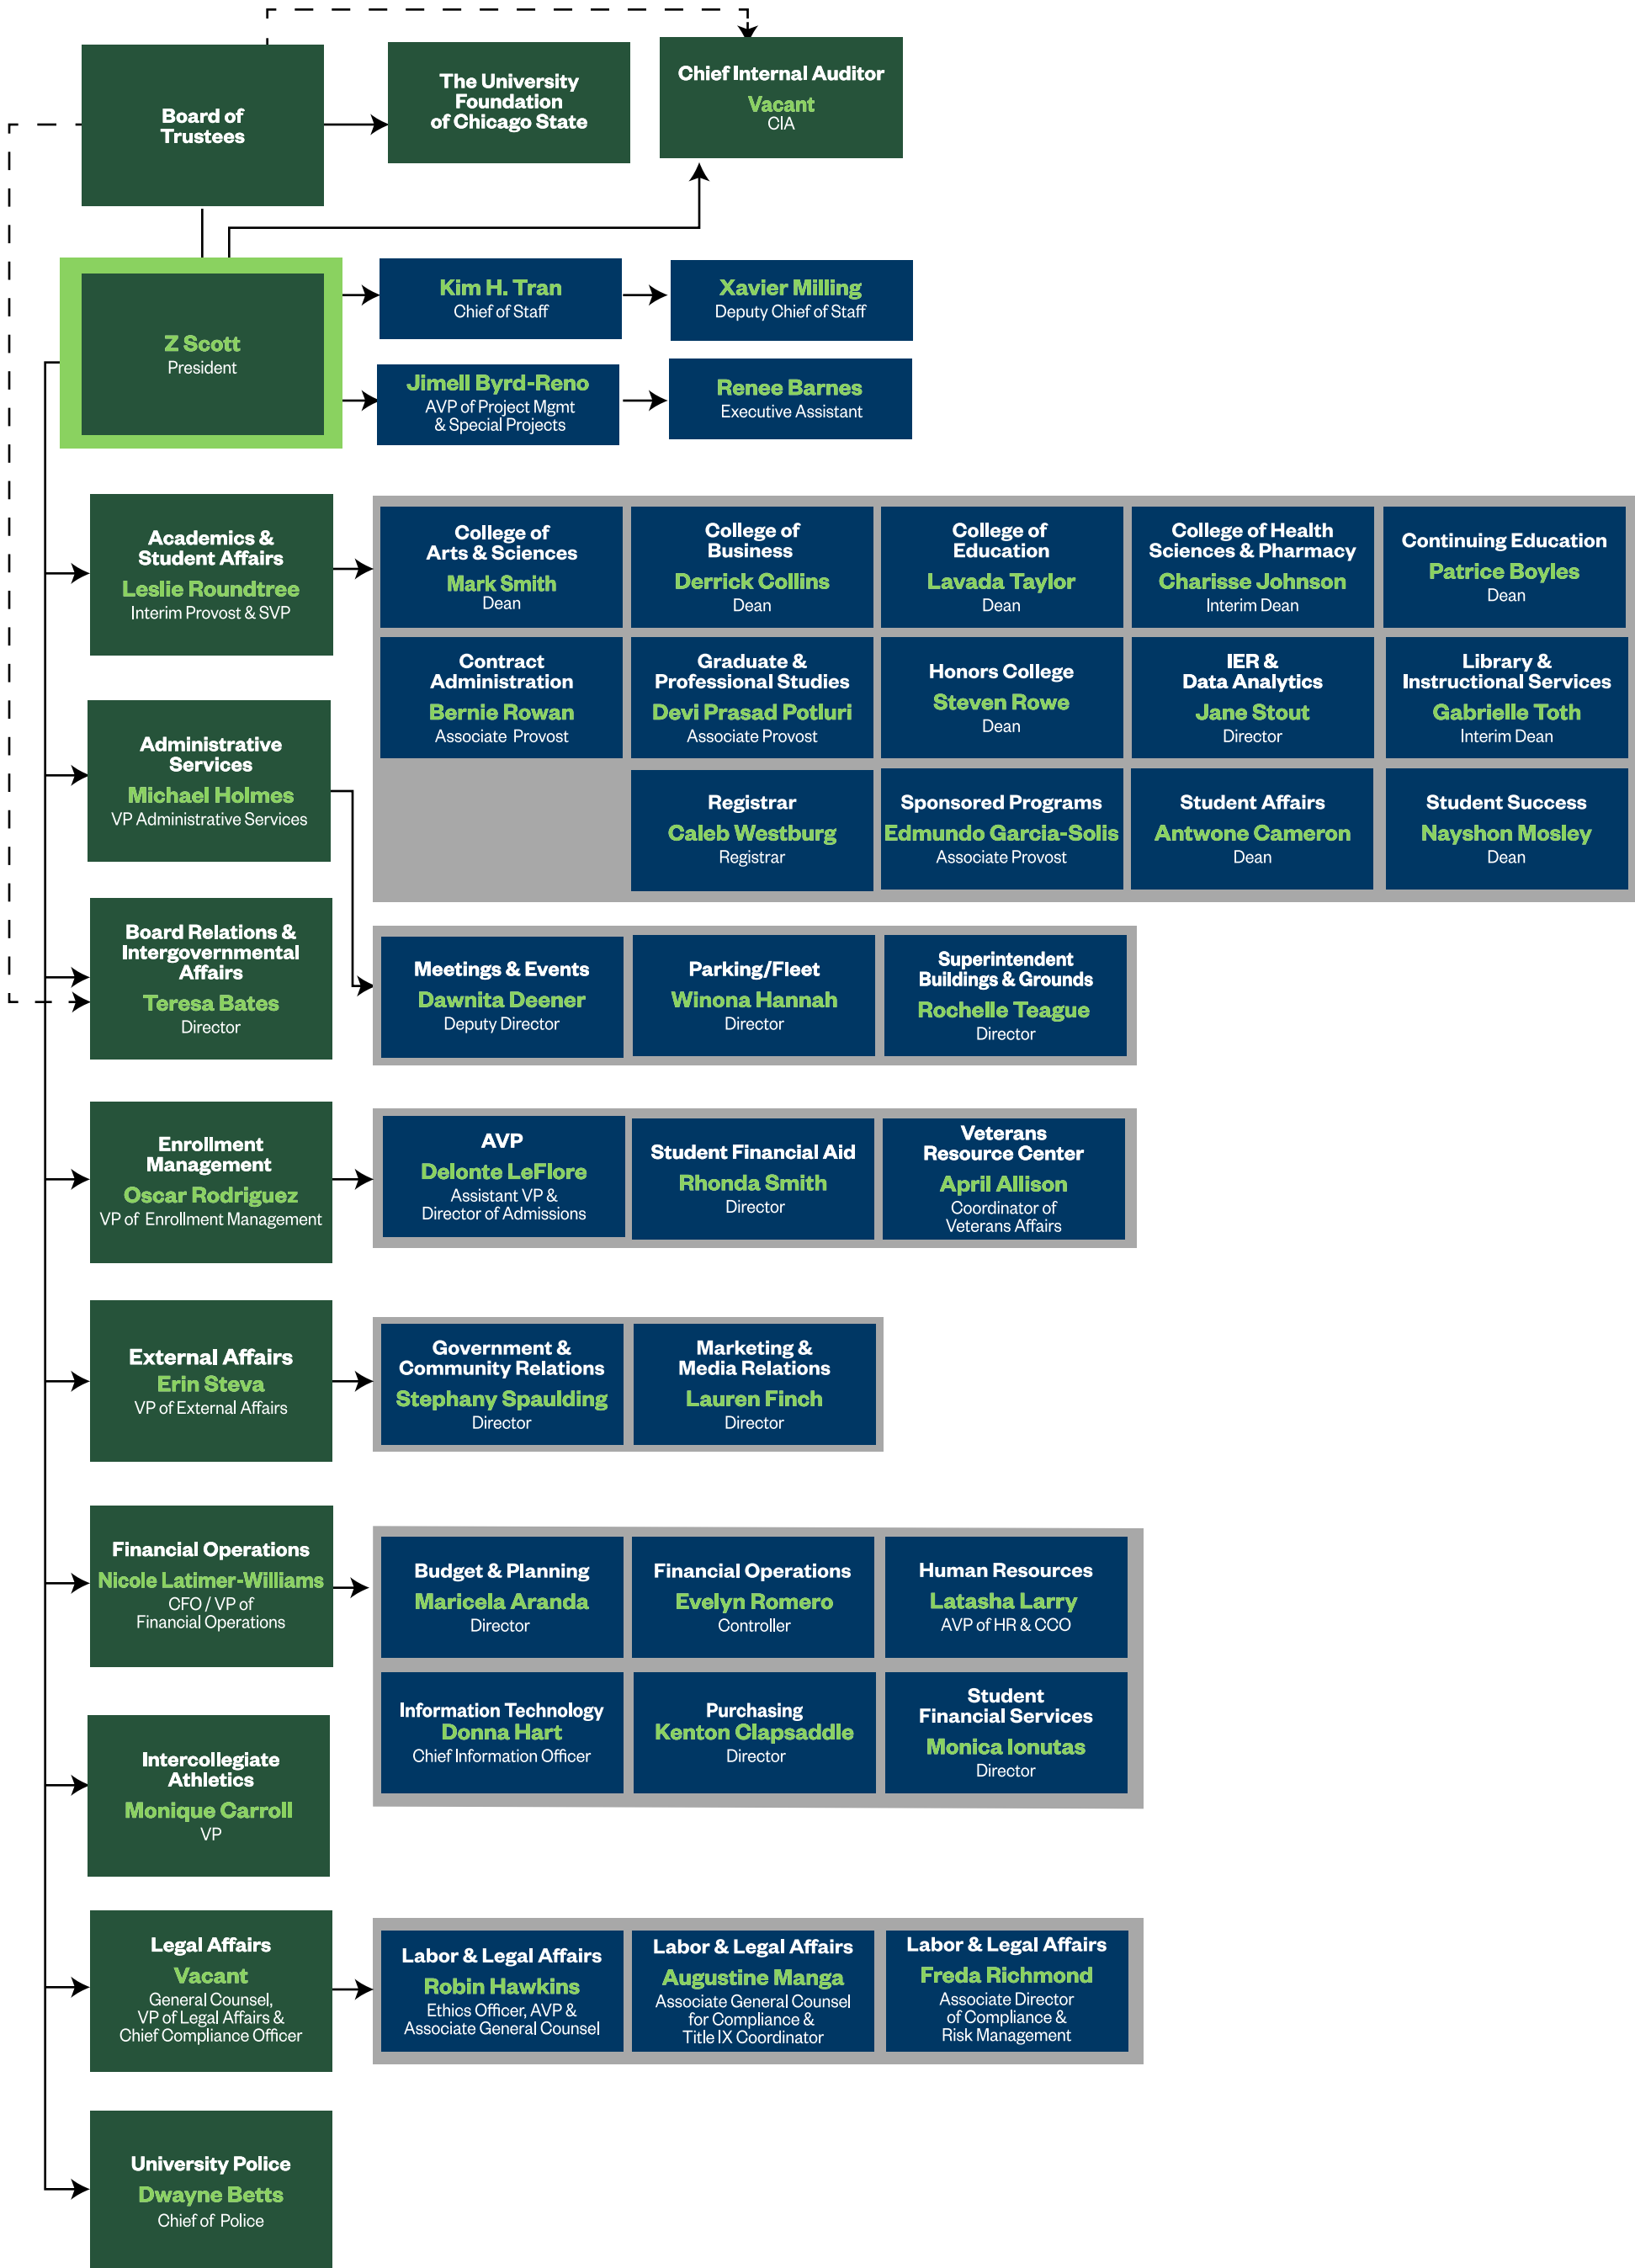 Board of
Trustees
The University
Foundation
of Chicago State
Chief Internal Auditor
Vacant
CIA
Z Scott
President
Kim H. Tran
Chief of Staff
Xavier Milling
Deputy Chief of Staff
Jimell Byrd-Reno
AVP of Project Mgmt
& Special Projects
Renee Barnes
Executive Assistant
Academics &
Student Affairs
Leslie Roundtree
Interim Provost & SVP
College of
Arts & Sciences
Mark Smith
Dean
College of
Business
Derrick Collins
Dean
College of
Education
Lavada Taylor
Dean
College of Health
Sciences & Pharmacy
Charisse Johnson
Interim Dean
Continuing Education
Patrice Boyles
Dean
Contract
Administration
Bernie Rowan
Associate Provost
Graduate &
Professional Studies
Devi Prasad Potluri
Associate Provost
Honors College
Steven Rowe
Dean
IER &
Data Analytics
Jane Stout
Director
Library &
Instructional Services
Gabrielle Toth
Interim Dean
Registrar
Caleb Westburg
Registrar
Sponsored Programs
Edmundo Garcia-Solis
Associate Provost
Student Affairs
Antwone Cameron
Dean
Student Success
Nayshon Mosley
Dean
Administrative
Services
Michael Holmes
VP Administrative Services
Meetings & Events
Dawnita Deener
Deputy Director
Parking/Fleet
Winona Hannah
Director
Superintendent
Buildings & Grounds
Rochelle Teague
Director
Board Relations &
Intergovernmental
Affairs
Teresa Bates
Director
Enrollment
Management
Oscar Rodriguez
VP of Enrollment Management
AVP
Delonte LeFlore
Assistant VP &
Director of Admissions
Student Financial Aid
Rhonda Smith
Director
Veterans
Resource Center
April Allison
Coordinator of
Veterans Affairs
External Affairs
Erin Steva
VP of External Affairs
Government &
Community Relations
Stephany Spaulding
Director
Marketing &
Media Relations
Lauren Finch
Director
Financial Operations
Nicole Latimer-Williams
CFO / VP of
Financial Operations
Budget & Planning
Maricela Aranda
Director
Financial Operations
Evelyn Romero
Controller
Human Resources
Latasha Larry
AVP of HR & CCO
Information Technology
Donna Hart
Chief Information Officer
Purchasing
Kenton Clapsaddle
Director
Student
Financial Services
Monica Ionutas
Director
Intercollegiate
Athletics
Monique Carroll
VP
Legal Affairs
Vacant
General Counsel,
VP of Legal Affairs &
Chief Compliance Officer
Labor & Legal Affairs
Robin Hawkins
Ethics Officer, AVP &
Associate General Counsel
Labor & Legal Affairs
Augustine Manga
Associate General Counsel
for Compliance &
Title IX Coordinator
Labor & Legal Affairs
Freda Richmond
Associate Director
of Compliance &
Risk Management
University Police
Dwayne Betts
Chief of Police